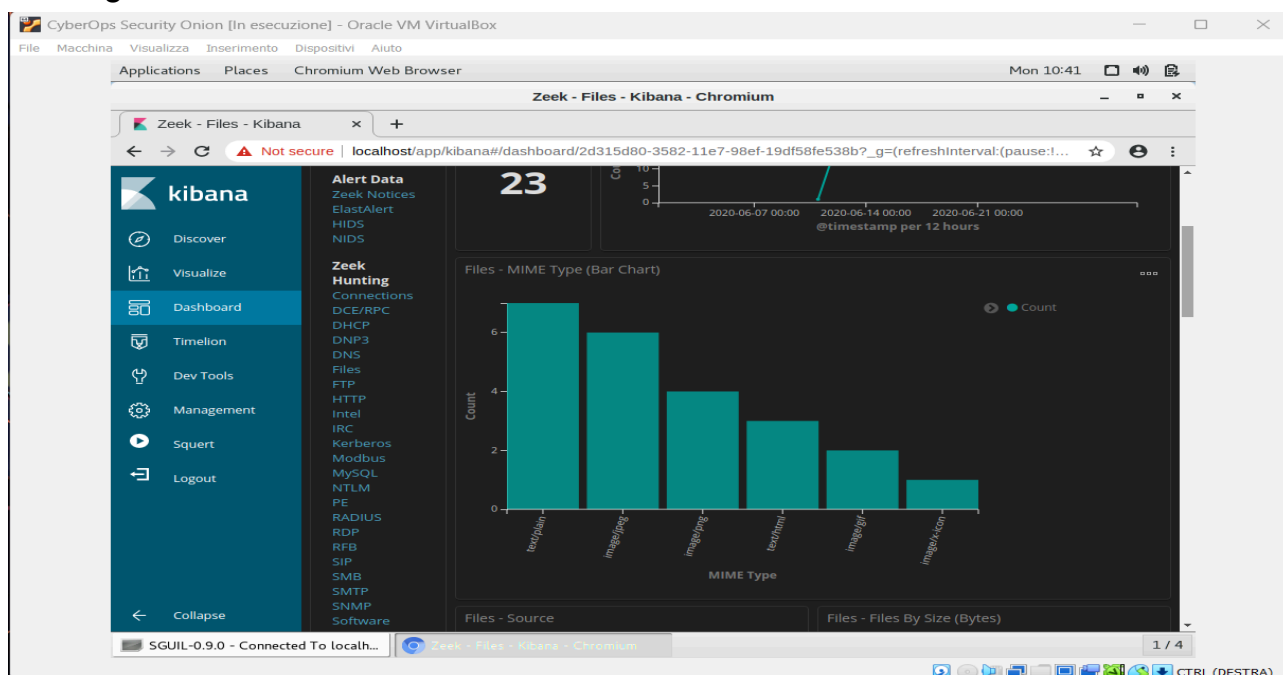 CyberOps Security Onion [In esecuzione] - Oracle VM VirtualBox
File Macchina Visualizza Inserimento Dispositivi Aiuto
Applications Places Chromium Web Browser Mon 10:41
Zeek - Files - Kibana - Chromium
Zeek - Files - Kibana
Not secure | localhost/app/kibana#/dashboard/2d315d80-3582-11e7-98ef-19df58fe538b?_g=(refreshInterval:(pause:!...
kibana
Discover
Visualize
Dashboard
Timelion
Dev Tools
Management
Squert
Logout
Collapse
Alert Data
Zeek Notices
ElastAlert
HIDS
NIDS
Zeek
Hunting
Connections
DCE/RPC
DHCP
DNP3
DNS
Files
FTP
HTTP
Intel
IRC
Kerberos
Modbus
MySQL
NTLM
PE
RADIUS
RDP
RFB
SIP
SMB
SMTP
SNMP
Software
23
10
5
0
2020-06-07 00:00 2020-06-14 00:00 2020-06-21 00:00
@timestamp per 12 hours
Files - MIME Type (Bar Chart)
Count
6
4
2
0
Count
text/plain image/jpeg image/png text/html image/gif image/x-icon
MIME Type
Files - Source
Files - Files By Size (Bytes)
SGUIL-0.9.0 - Connected To localh...
Zeek - Files - Kibana - Chromium
1 / 4
CTRL (DESTRA)